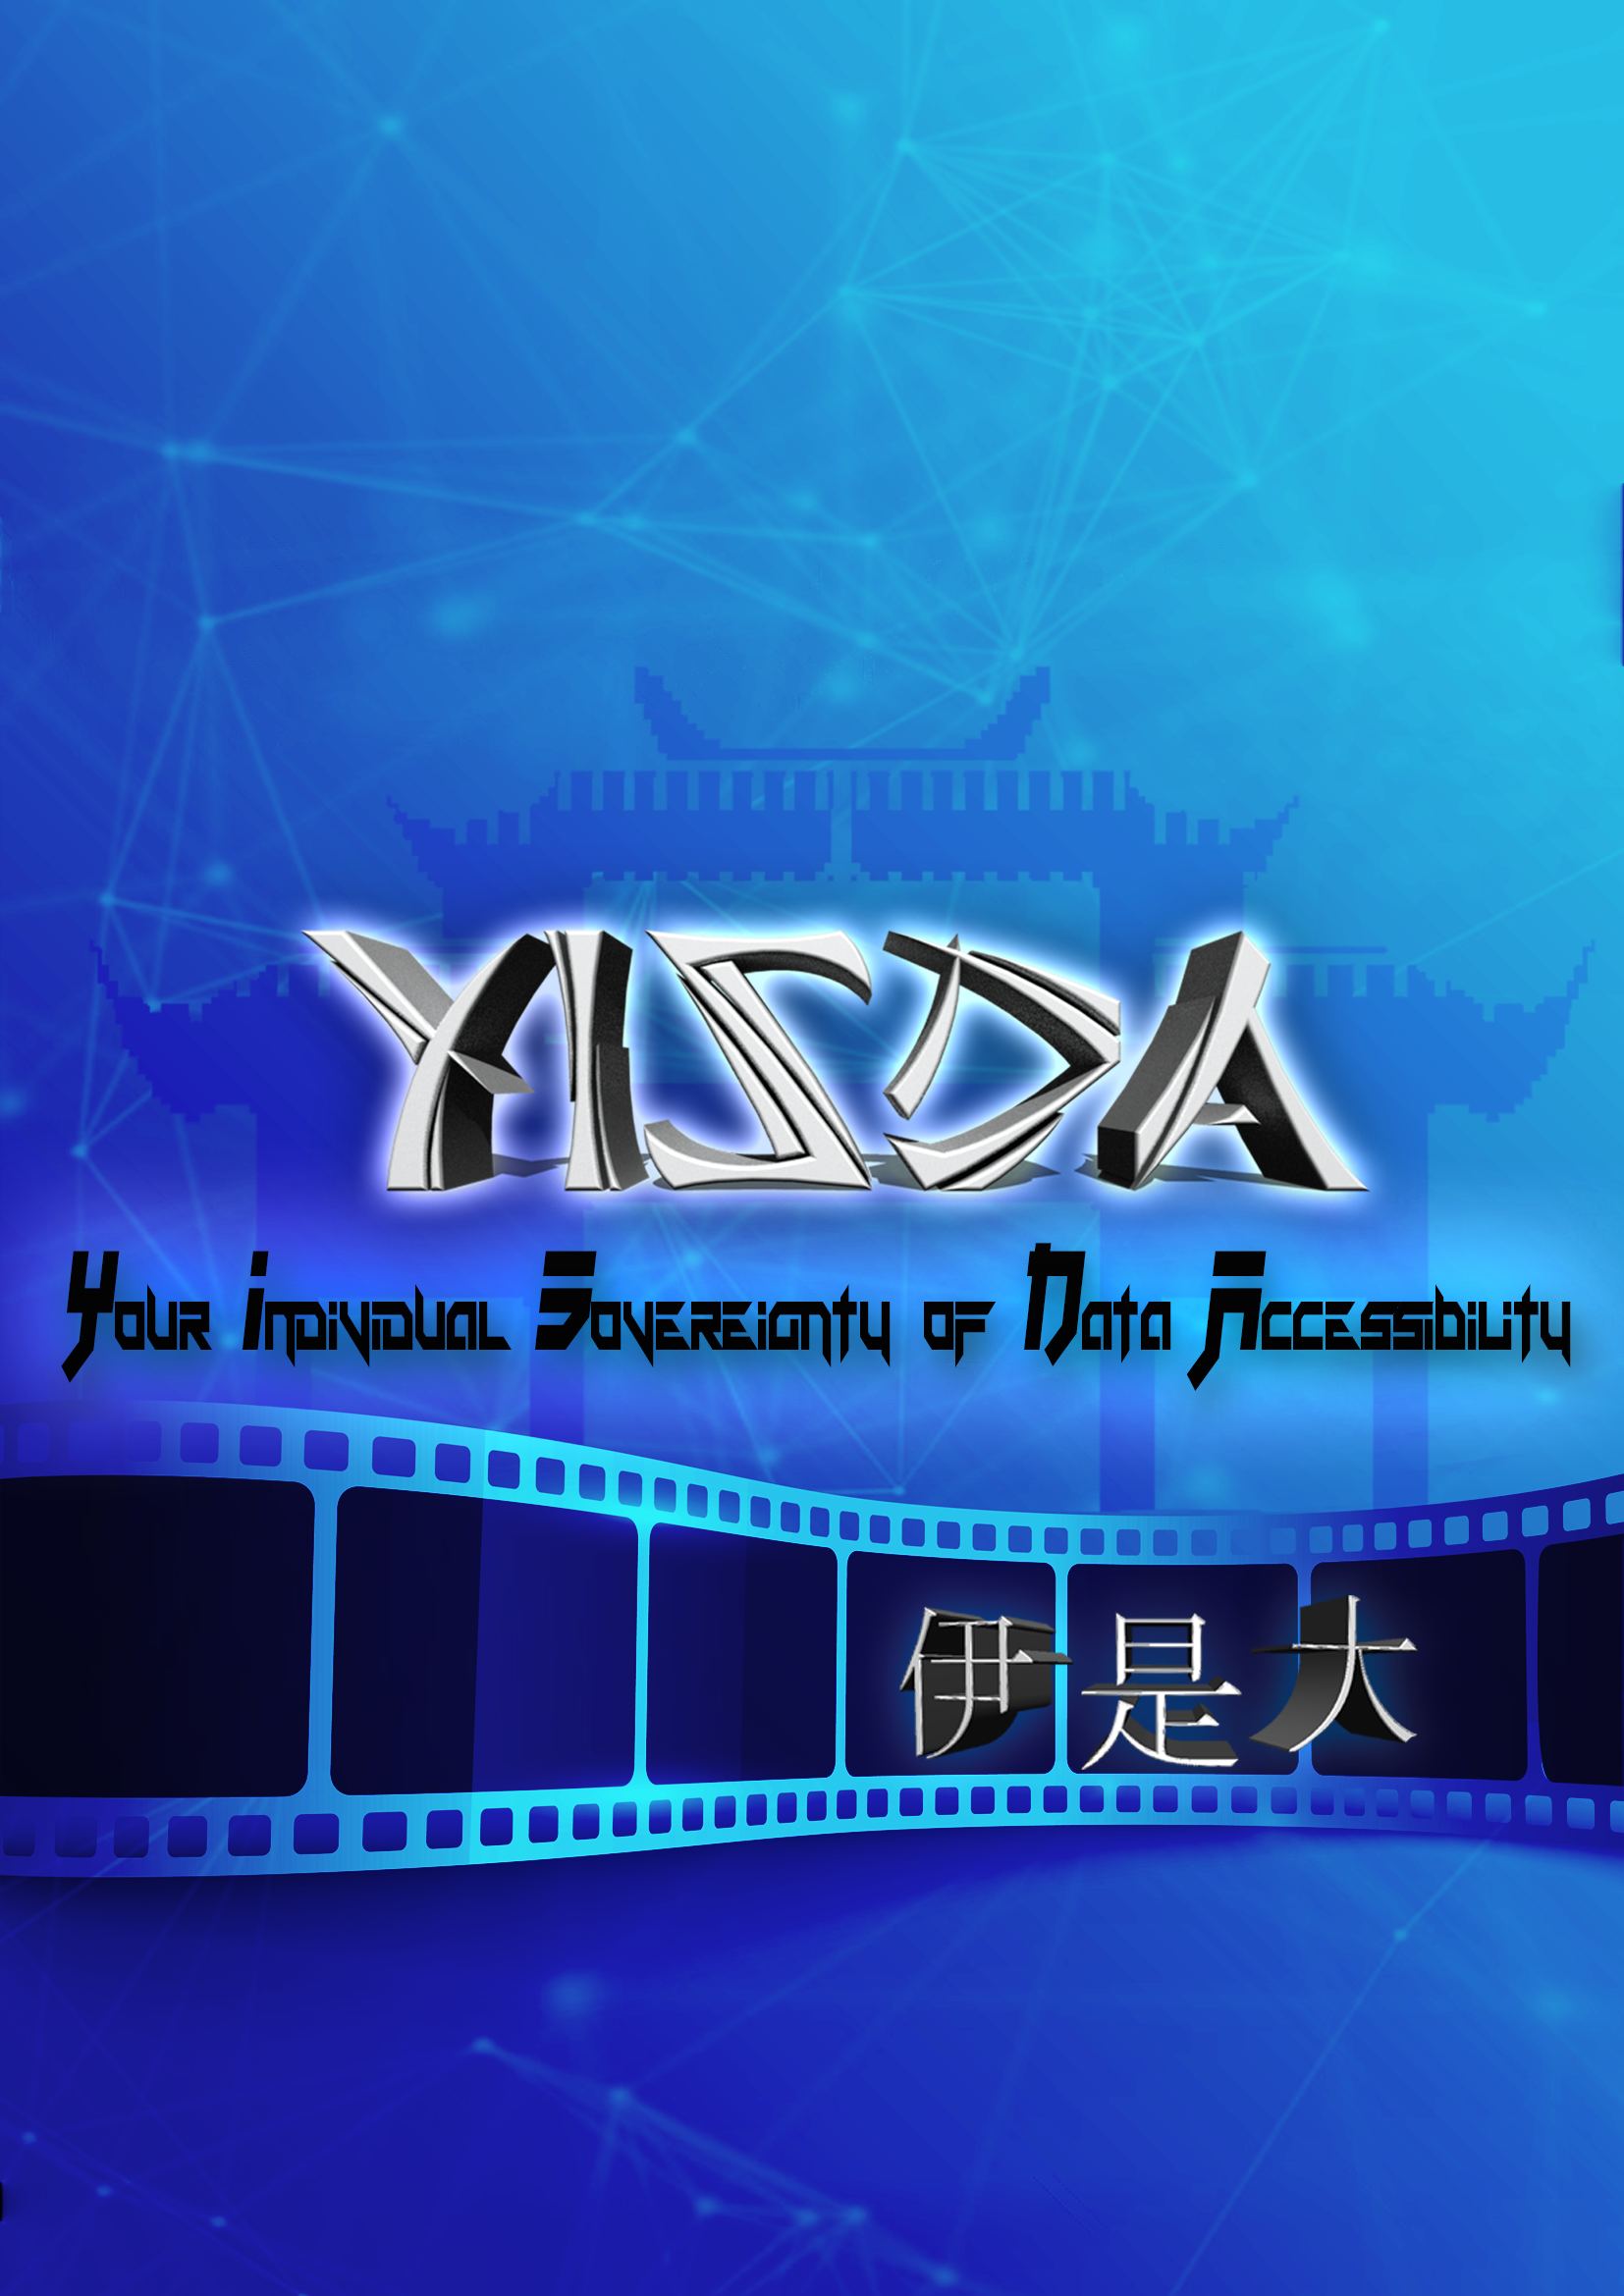 YISDA
Your Individual Sovereignty of Data Accessibility
伊是大